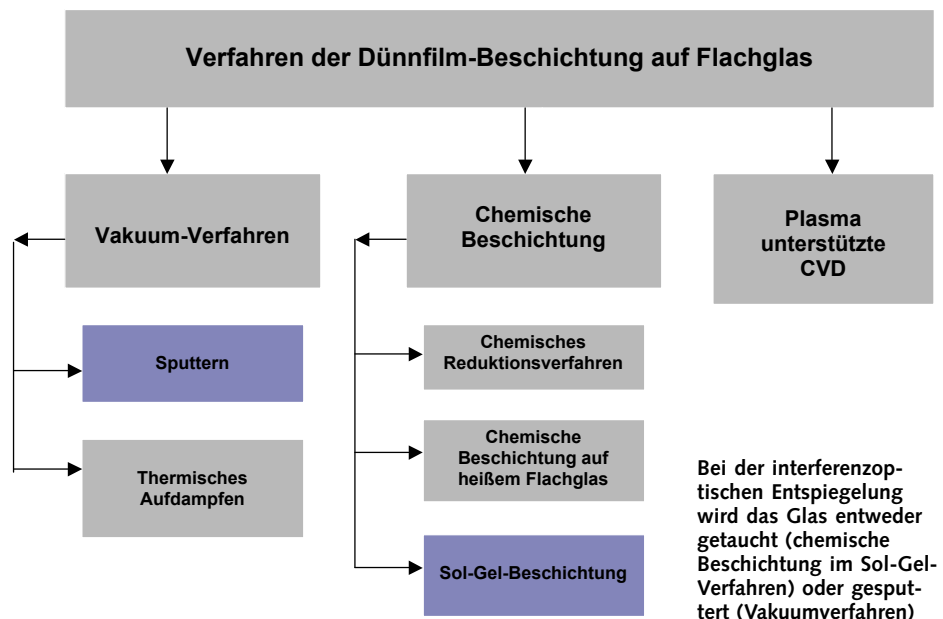 Verfahren der Dünnfilm-Beschichtung auf Flachglas
Vakuum-Verfahren
Chemische
Beschichtung
Plasma
unterstützte
CVD
Sputtern
Thermisches
Aufdampfen
Chemisches
Reduktionsverfahren
Chemische
Beschichtung auf
heißem Flachglas
Sol-Gel-Beschichtung
Bei der interferenzop-
tischen Entspiegelung
wird das Glas entweder
getaucht (chemische
Beschichtung im Sol-Gel-
Verfahren) oder gesput-
tert (Vakuumverfahren)